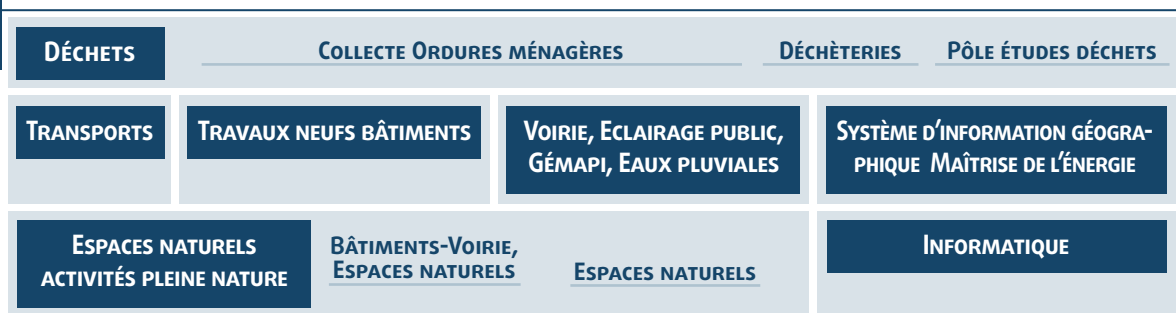 Déchets
Collecte Ordures ménagères
Déchèteries
Pôle études déchets
Transports
Travaux neufs bâtiments
Voirie, Eclairage public,
Gémapi, Eaux pluviales
Système d'information géogra-
phique Maîtrise de l'énergie
Espaces naturels
activités pleine nature
Bâtiments-Voirie,
Espaces naturels
Espaces naturels
Informatique